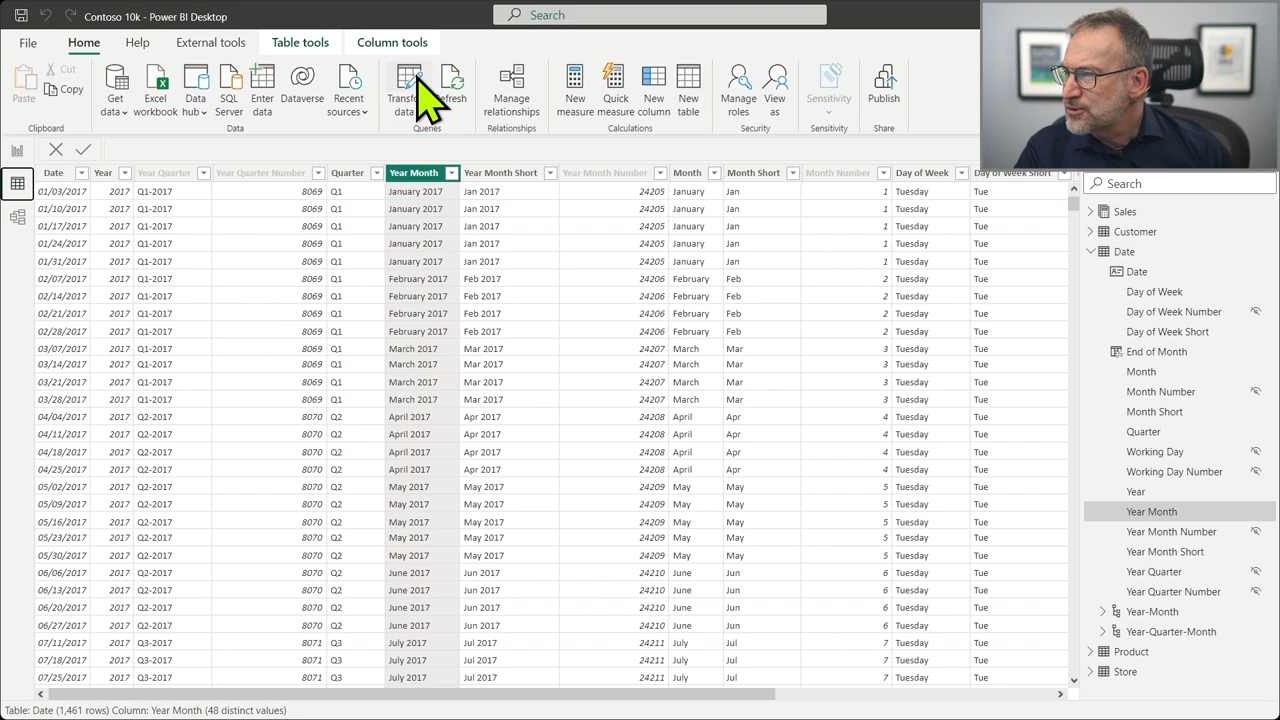 Contoso 10k - Power BI Desktop
Search
File Home Help External tools Table tools Column tools
Paste
Cut
Copy
Get data
Excel workbook
Data hub
SQL Server
Enter data
Dataverse
Recent sources
Refresh
Manage relationships
New measure
Quick measure
New column
New table
Manage roles
View as
Sensitivity
Publish
Clipboard Data Queries Relationships Calculations Security Sensitivity Share
Date Year Year Quarter Year Quarter Number Quarter Year Month Year Month Short Year Month Number Month Month Short Month Number Day of Week Day of Week Short
01/03/2017 2017 Q1-2017 8069 Q1 January 2017 Jan 2017 24205 January Jan 1 Tuesday Tue
01/10/2017 2017 Q1-2017 8069 Q1 January 2017 Jan 2017 24205 January Jan 1 Tuesday Tue
01/17/2017 2017 Q1-2017 8069 Q1 January 2017 Jan 2017 24205 January Jan 1 Tuesday Tue
01/24/2017 2017 Q1-2017 8069 Q1 January 2017 Jan 2017 24205 January Jan 1 Tuesday Tue
01/31/2017 2017 Q1-2017 8069 Q1 January 2017 Jan 2017 24205 January Jan 1 Tuesday Tue
02/07/2017 2017 Q1-2017 8069 Q1 February 2017 Feb 2017 24206 February Feb 2 Tuesday Tue
02/14/2017 2017 Q1-2017 8069 Q1 February 2017 Feb 2017 24206 February Feb 2 Tuesday Tue
02/21/2017 2017 Q1-2017 8069 Q1 February 2017 Feb 2017 24206 February Feb 2 Tuesday Tue
02/28/2017 2017 Q1-2017 8069 Q1 February 2017 Feb 2017 24206 February Feb 2 Tuesday Tue
03/07/2017 2017 Q1-2017 8069 Q1 March 2017 Mar 2017 24207 March Mar 3 Tuesday Tue
03/14/2017 2017 Q1-2017 8069 Q1 March 2017 Mar 2017 24207 March Mar 3 Tuesday Tue
03/21/2017 2017 Q1-2017 8069 Q1 March 2017 Mar 2017 24207 March Mar 3 Tuesday Tue
03/28/2017 2017 Q1-2017 8069 Q1 March 2017 Mar 2017 24207 March Mar 3 Tuesday Tue
04/04/2017 2017 Q2-2017 8070 Q2 April 2017 Apr 2017 24208 April Apr 4 Tuesday Tue
04/11/2017 2017 Q2-2017 8070 Q2 April 2017 Apr 2017 24208 April Apr 4 Tuesday Tue
04/18/2017 2017 Q2-2017 8070 Q2 April 2017 Apr 2017 24208 April Apr 4 Tuesday Tue
04/25/2017 2017 Q2-2017 8070 Q2 April 2017 Apr 2017 24208 April Apr 4 Tuesday Tue
05/02/2017 2017 Q2-2017 8070 Q2 May 2017 May 2017 24209 May May 5 Tuesday Tue
05/09/2017 2017 Q2-2017 8070 Q2 May 2017 May 2017 24209 May May 5 Tuesday Tue
05/16/2017 2017 Q2-2017 8070 Q2 May 2017 May 2017 24209 May May 5 Tuesday Tue
05/23/2017 2017 Q2-2017 8070 Q2 May 2017 May 2017 24209 May May 5 Tuesday Tue
05/30/2017 2017 Q2-2017 8070 Q2 May 2017 May 2017 24209 May May 5 Tuesday Tue
06/06/2017 2017 Q2-2017 8070 Q2 June 2017 Jun 2017 24210 June Jun 6 Tuesday Tue
06/13/2017 2017 Q2-2017 8070 Q2 June 2017 Jun 2017 24210 June Jun 6 Tuesday Tue
06/20/2017 2017 Q2-2017 8070 Q2 June 2017 Jun 2017 24210 June Jun 6 Tuesday Tue
06/27/2017 2017 Q2-2017 8070 Q2 June 2017 Jun 2017 24210 June Jun 6 Tuesday Tue
07/11/2017 2017 Q3-2017 8071 Q3 July 2017 Jul 2017 24211 July Jul 7 Tuesday Tue
07/18/2017 2017 Q3-2017 8071 Q3 July 2017 Jul 2017 24211 July Jul 7 Tuesday Tue
07/25/2017 2017 Q3-2017 8071 Q3 July 2017 Jul 2017 24211 July Jul 7 Tuesday Tue
Search
Sales
Customer
Date
Date
Day of Week
Day of Week Number
Day of Week Short
End of Month
Month
Month Number
Month Short
Quarter
Working Day
Working Day Number
Year
Year Month
Year Month Number
Year Month Short
Year Quarter
Year Quarter Number
Year-Month
Year-Quarter-Month
Product
Store
Table: Date (1,461 rows) Column: Year Month (48 distinct values)